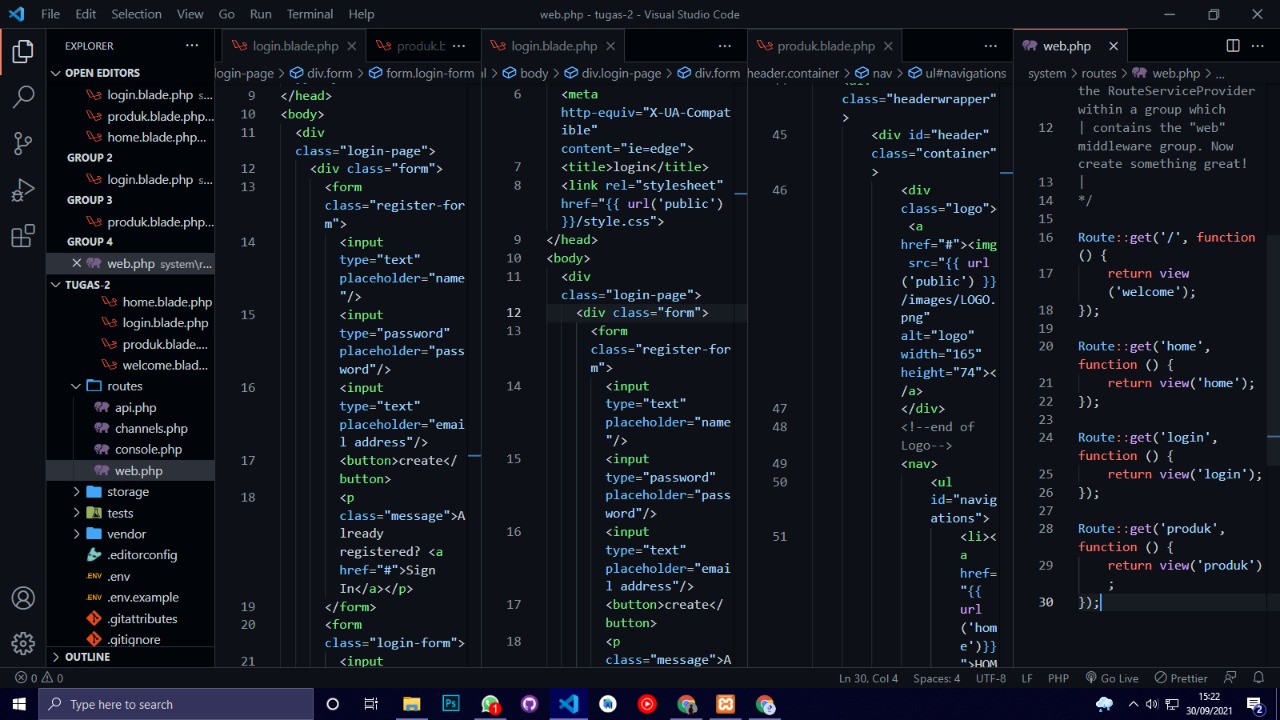 File Edit Selection View Go Run Terminal Help
web.php - tugas-2 - Visual Studio Code
EXPLORER
OPEN EDITORS
login.blade.php s...
produk.blade.php...
home.blade.php...
GROUP 2
login.blade.php s...
GROUP 3
produk.blade.php...
GROUP 4
web.php system\r...
TUGAS-2
home.blade.php
login.blade.php
produk.blade....
welcome.blad...
routes
api.php
channels.php
console.php
web.php
storage
tests
vendor
.editorconfig
.env
.env.example
.gitattributes
.gitignore
OUTLINE
login.blade.php
produk.b
login-page > div.form > form.login-form
9 </head>
10 <body>
11 <div
class="login-page">
12 <div class="form">
13 <form
class="register-for
m">
14 <input
type="text"
placeholder="name
"/>
15 <input
type="password"
placeholder="pass
word"/>
16 <input
type="text"
placeholder="emai
l address"/>
17 <button>create</
button>
18 <p
class="message">A
lready
registered? <a
href="#">Sign
In</a></p>
19 </form>
20 <form
class="login-form">
21 <input
login.blade.php
ml > body > div.login-page > div.form
6 <meta
http-equiv="X-UA-Compat
ible"
content="ie=edge">
7 <title>login</title>
8 <link rel="stylesheet"
href="{{ url('public')
}}/style.css">
9 </head>
10 <body>
11 <div
class="login-page">
12 <div class="form">
13 <form
class="register-for
m">
14 <input
type="text"
placeholder="name
"/>
15 <input
type="password"
placeholder="pass
word"/>
16 <input
type="text"
placeholder="emai
l address"/>
17 <button>create</
button>
18 <p
class="message">A
produk.blade.php
header.container > nav > ul#navigations
class="headerwrapper"
>
45 <div id="header"
class="container"
>
46 <div
class="logo">
<a
href="#"><img
src="{{ url
('public') }}
/images/LOGO.
png"
alt="logo"
width="165"
height="74"><
/a>
47 </div>
48 <!--end of
Logo-->
49 <nav>
50 <ul
id="navig
ations">
51 <li><
a
href=
"{{
url
('hom
e')}}
">HOM
web.php
system > routes > web.php > ...
the RouteServiceProvider
within a group which
12 | contains the "web"
middleware group. Now
create something great!
13 |
14 */
15
16 Route::get('/', function
() {
17 return view
('welcome');
18 });
19
20 Route::get('home',
function () {
21 return view('home');
22 });
23
24 Route::get('login',
function () {
25 return view('login');
26 });
27
28 Route::get('produk',
function () {
29 return view('produk')
;
30 });
0 0
Ln 30, Col 4 Spaces: 4 UTF-8 LF PHP Go Live Prettier
Type here to search
Ps
1
15:22
30/09/2021
2